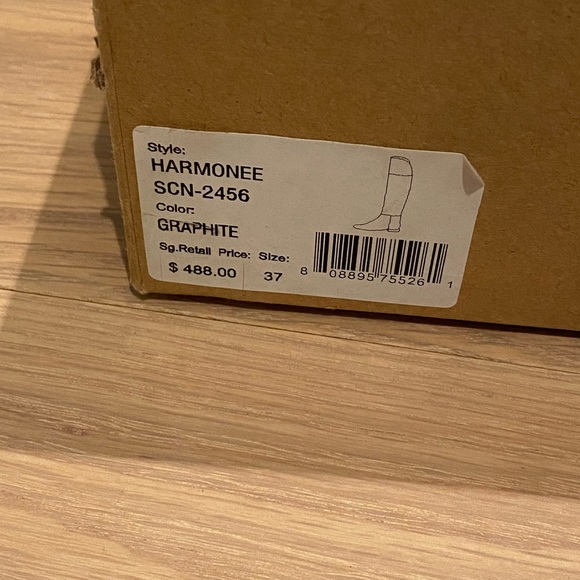 Style:
HARMONEE
SCN-2456
Color:
GRAPHITE
Sg.Retail Price: Size:
$ 488.00 37
8 08895 75526 1